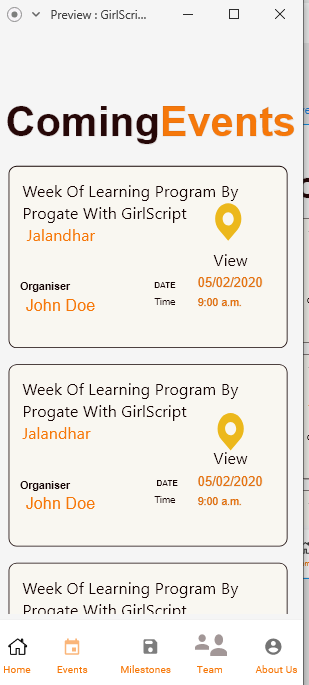 Preview : GirlScri...
ComingEvents
Week Of Learning Program By
Progate With GirlScript
Jalandhar
View
Organiser
DATE
05/02/2020
John Doe
Time
9:00 a.m.
Week Of Learning Program By
Progate With GirlScript
Jalandhar
View
Organiser
DATE
05/02/2020
John Doe
Time
9:00 a.m.
Week Of Learning Program By
Progate With GirlScript
Home
Events
Milestones
Team
About Us